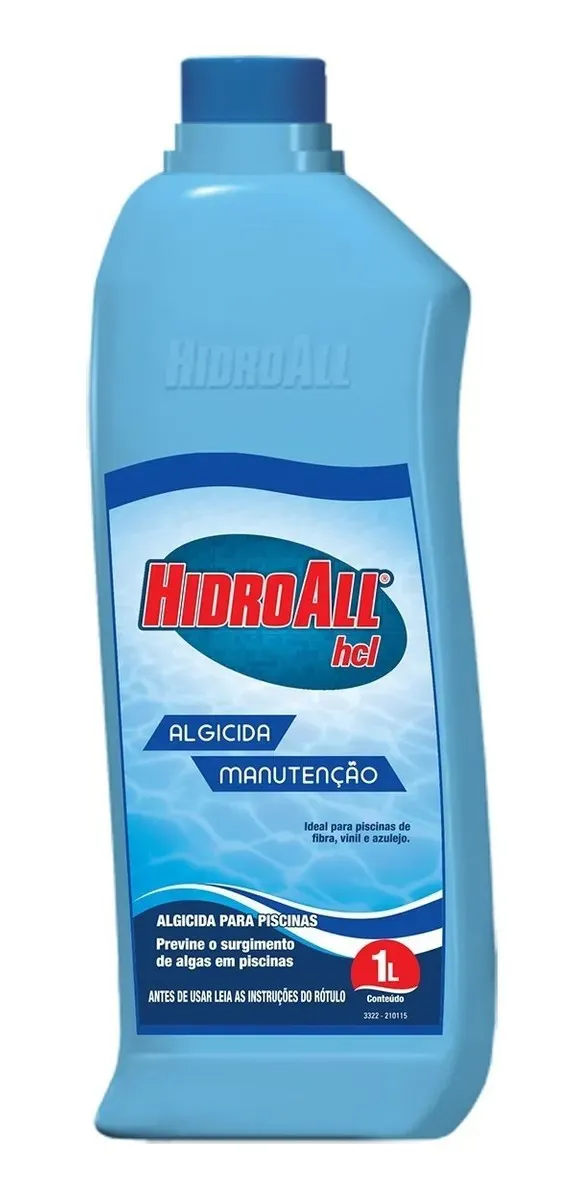 HIDROALL
HIDROALL®
hcl
ALGICIDA
MANUTENÇÃO
Ideal para piscinas de
fibra, vinil e azulejo.
ALGICIDA PARA PISCINAS
Previne o surgimento
de algas em piscinas
ANTES DE USAR LEIA AS INSTRUÇÕES DO RÓTULO
1L
Conteúdo
3322 - 210115